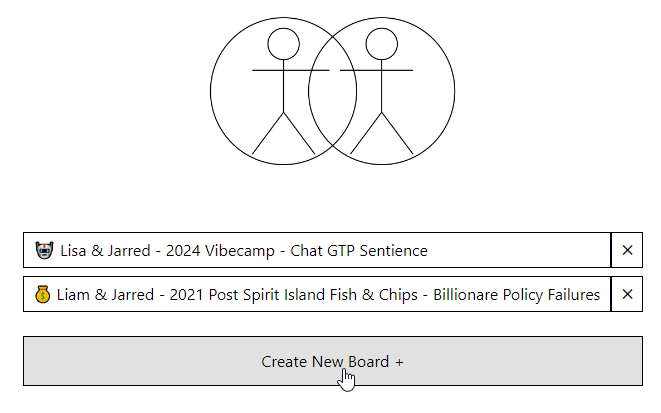 🤖 Lisa & Jarred - 2024 Vibecamp - Chat GTP Sentience ×
💰 Liam & Jarred - 2021 Post Spirit Island Fish & Chips - Billionare Policy Failures ×
Create New Board +